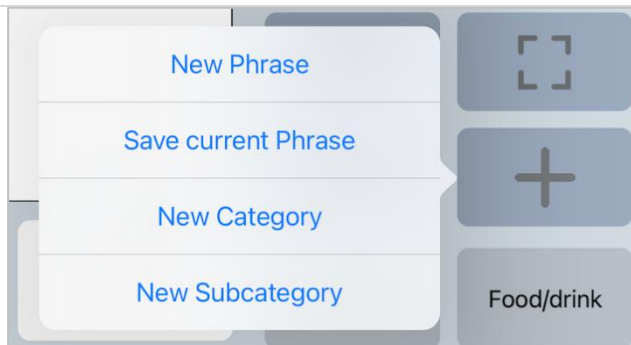 New Phrase
Save current Phrase
New Category
New Subcategory
Food/drink